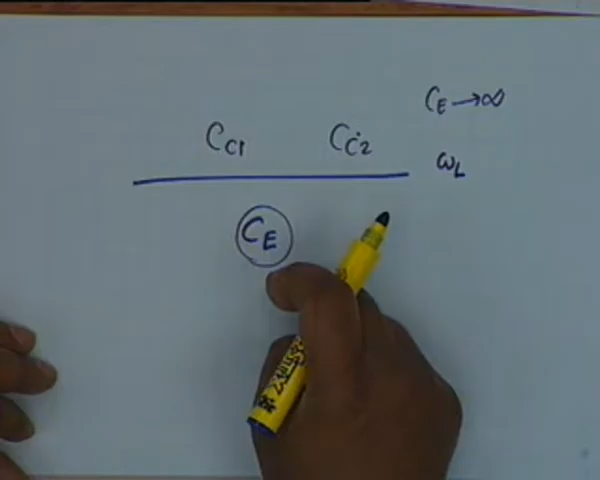 C_E → ∞
C_C1 C_C2
ω_L
C_E